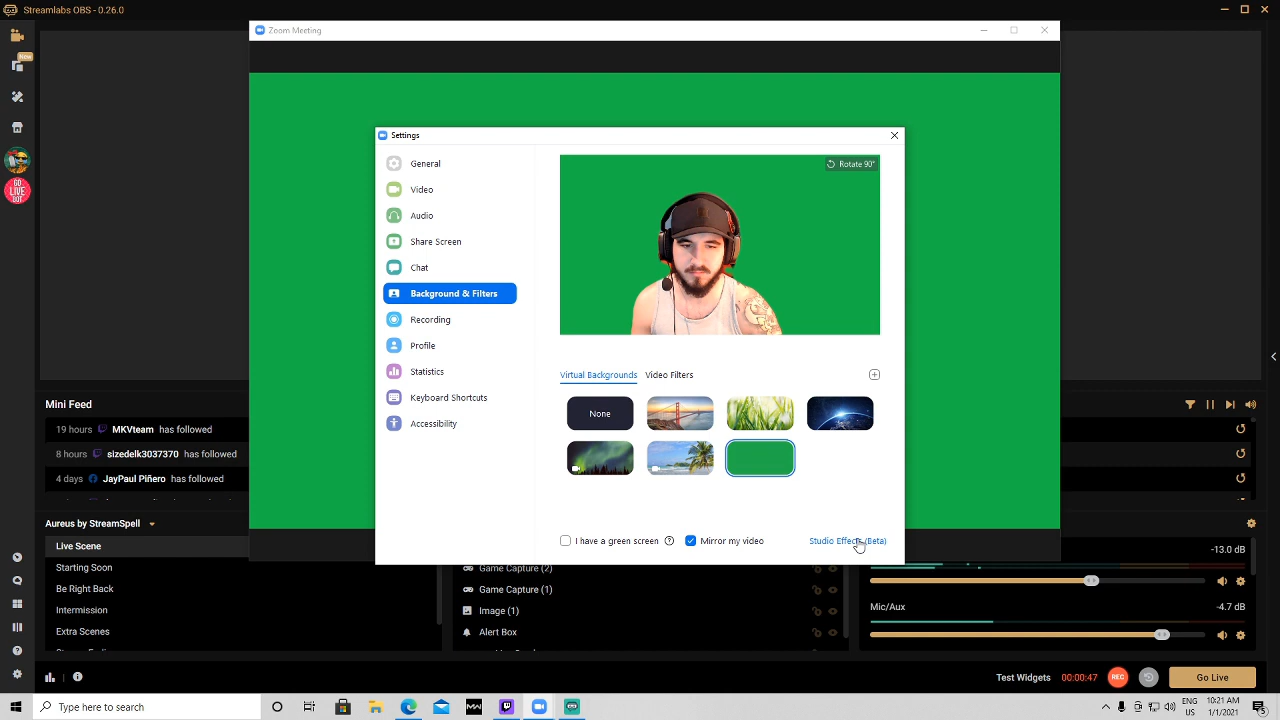 Streamlabs OBS - 0.26.0
Zoom Meeting
New
GO LIVE BOT
Settings
General
Video
Audio
Share Screen
Chat
Background & Filters
Recording
Profile
Statistics
Keyboard Shortcuts
Accessibility
Rotate 90°
Virtual Backgrounds
Video Filters
None
I have a green screen
Mirror my video
Studio Effects (Beta)
Mini Feed
19 hours MKVteam has followed
8 hours sizedelk3037370 has followed
4 days JayPaul Piñero has followed
Aureus by StreamSpell
Live Scene
Starting Soon
Be Right Back
Intermission
Extra Scenes
Game Capture (2)
Game Capture (1)
Image (1)
Alert Box
-13.0 dB
Mic/Aux
-4.7 dB
Test Widgets
00:00:47
REC
Go Live
Type here to search
ENG
10:21 AM
1/1/2021